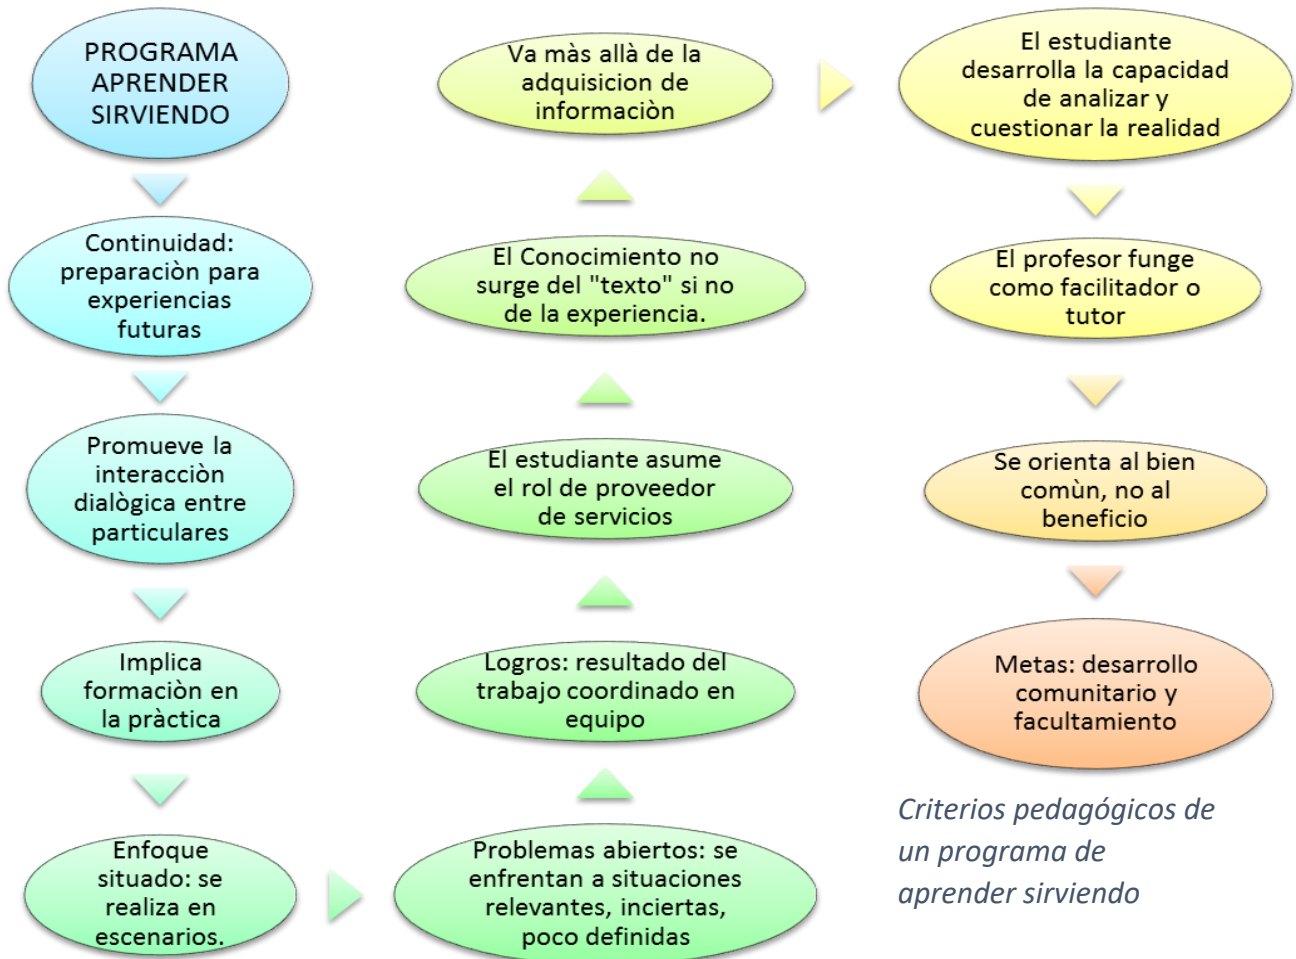 PROGRAMA
APRENDER
SIRVIENDO
Continuidad:
preparaciòn para
experiencias
futuras
Promueve la
interacciòn
dialògica entre
particulares
Implica
formaciòn en
la pràctica
Enfoque
situado: se
realiza en
escenarios.
Problemas abiertos: se
enfrentan a situaciones
relevantes, inciertas,
poco definidas
Logros: resultado del
trabajo coordinado en
equipo
El estudiante asume
el rol de proveedor
de servicios
El Conocimiento no
surge del "texto" si no
de la experiencia.
Va màs allà de la
adquisicion de
informaciòn
El estudiante
desarrolla la capacidad
de analizar y
cuestionar la realidad
El profesor funge
como facilitador o
tutor
Se orienta al bien
comùn, no al
beneficio
Metas: desarrollo
comunitario y
facultamiento
Criterios pedagógicos de
un programa de
aprender sirviendo